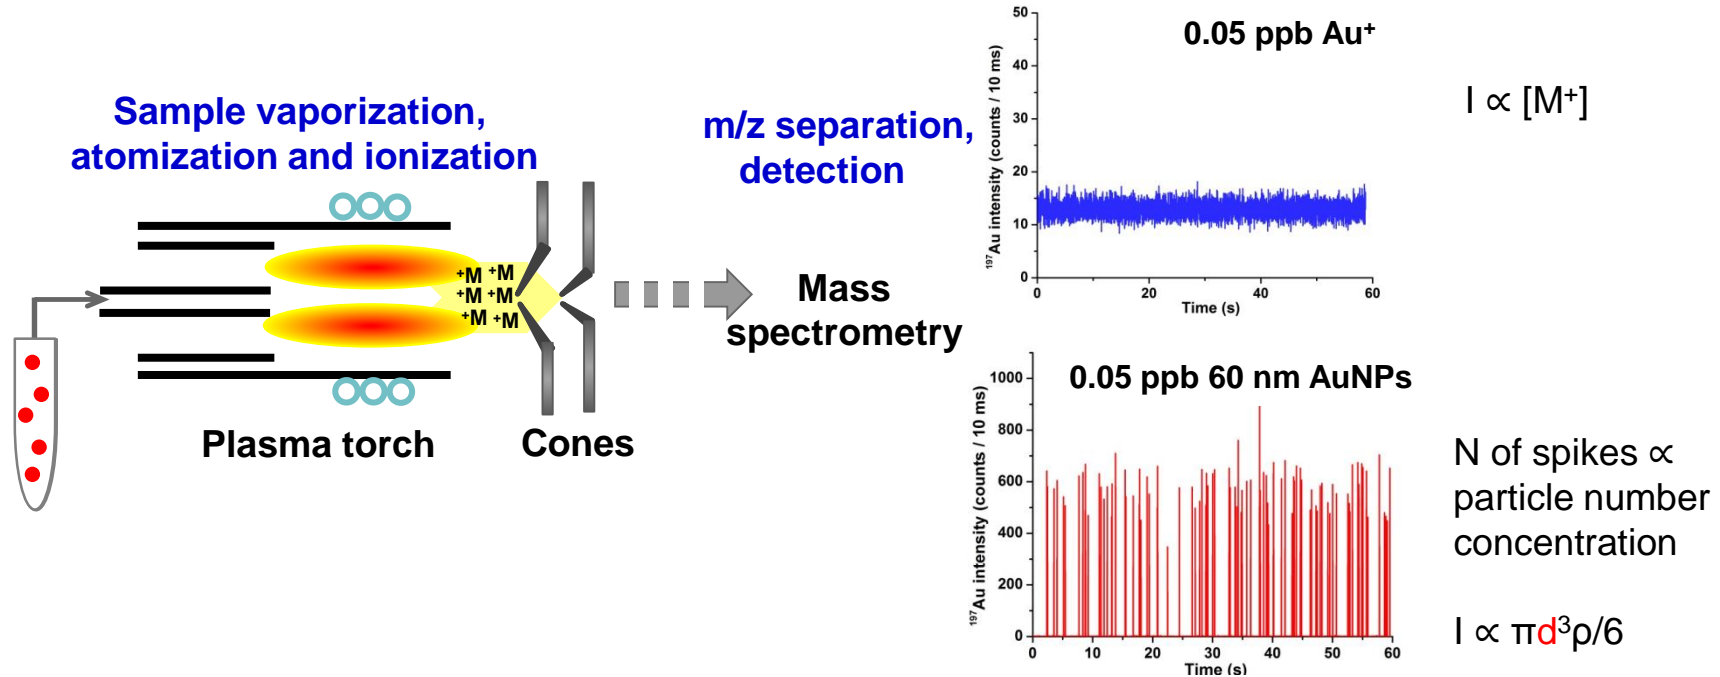 Sample vaporization,
atomization and ionization
m/z separation,
detection
⁺M ⁺M
⁺M ⁺M
⁺M ⁺M
Plasma torch
Cones
Mass
spectrometry
0.05 ppb Au⁺
¹⁹⁷Au intensity (counts / 10 ms)
50
40
30
20
10
0
0 20 40 60
Time (s)
I ∝ [M⁺]
0.05 ppb 60 nm AuNPs
¹⁹⁷Au intensity (counts / 10 ms)
1000
800
600
400
200
0
0 10 20 30 40 50 60
Time (s)
N of spikes ∝
particle number
concentration
I ∝ πd³ρ/6